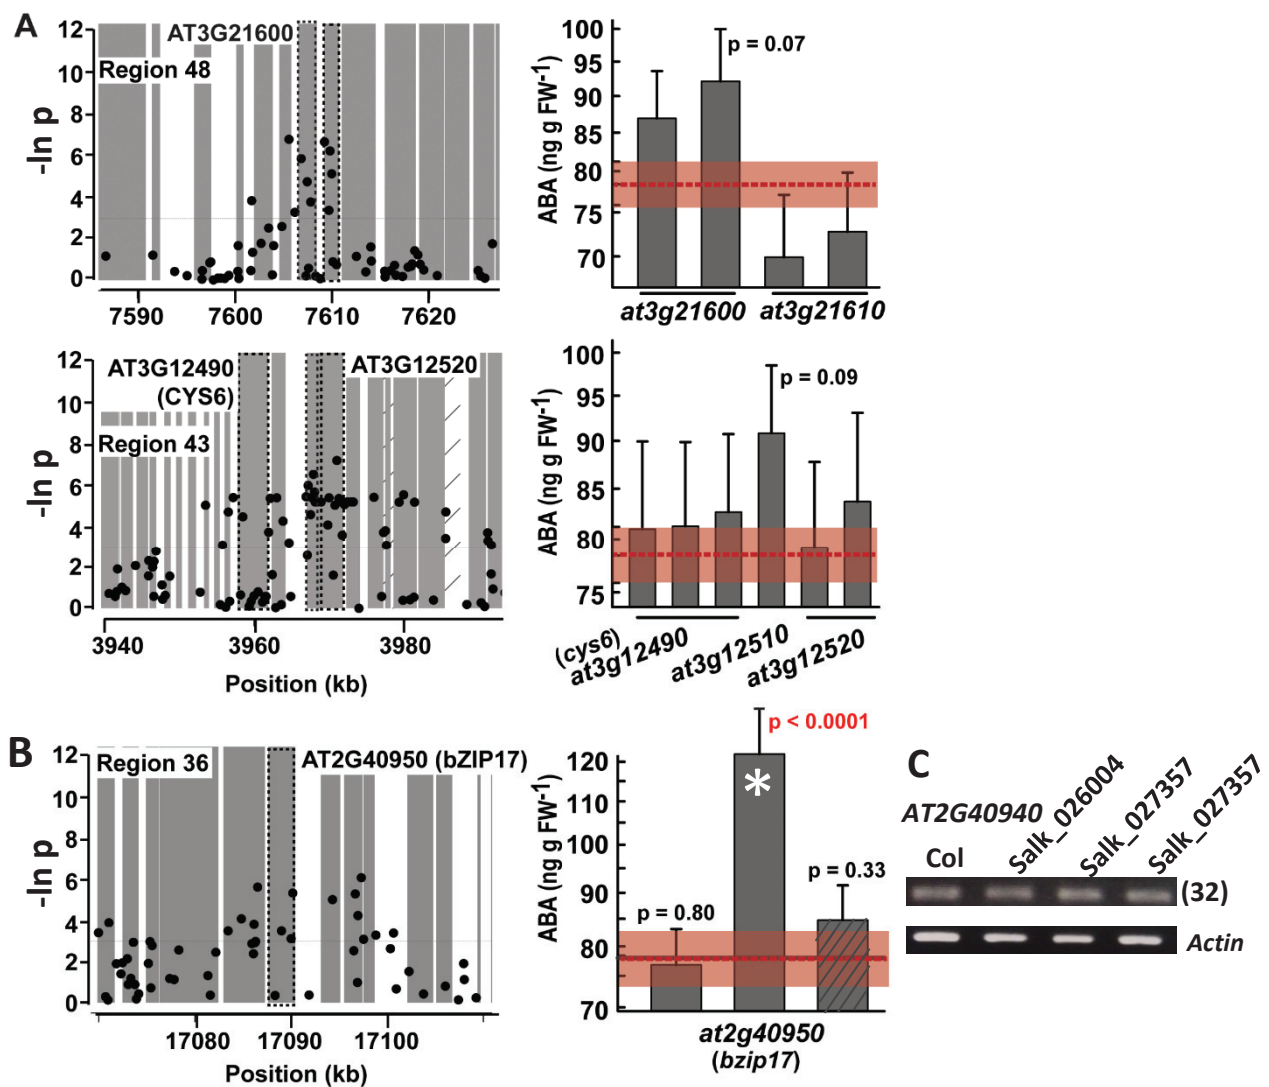 A
12
10
8
6
4
2
0
-ln p
AT3G21600
Region 48
7590
7600
7610
7620
100
95
90
85
80
75
70
ABA (ng g FW-1)
p = 0.07
at3g21600
at3g21610
12
10
8
6
4
2
0
-ln p
AT3G12490
(CYS6)
AT3G12520
Region 43
3940
3960
3980
Position (kb)
100
90
85
80
75
ABA (ng g FW-1)
p = 0.09
(cys6)
at3g12490
at3g12510
at3g12520
B
12
10
8
6
4
2
0
-ln p
Region 36
AT2G40950 (bZIP17)
17080
17090
17100
Position (kb)
120
110
100
90
80
70
ABA (ng g FW-1)
p < 0.0001
*
p = 0.33
p = 0.80
at2g40950
(bzip17)
C
AT2G40940
Col
Salk_026004
Salk_027357
Salk_027357
(32)
Actin